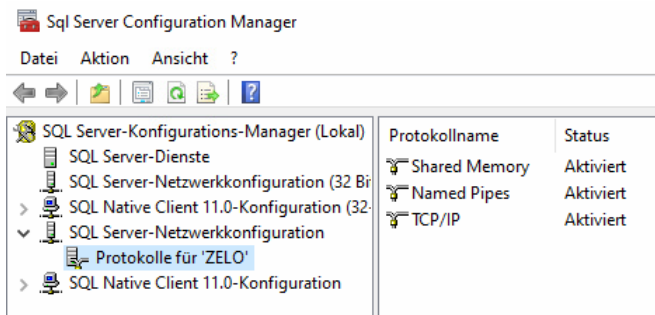 Sql Server Configuration Manager
Datei Aktion Ansicht ?
SQL Server-Konfigurations-Manager (Lokal)
SQL Server-Dienste
SQL Server-Netzwerkkonfiguration (32 Bi
SQL Native Client 11.0-Konfiguration (32-
SQL Server-Netzwerkkonfiguration
Protokolle für 'ZELO'
SQL Native Client 11.0-Konfiguration
Protokollname Status
Shared Memory Aktiviert
Named Pipes Aktiviert
TCP/IP Aktiviert